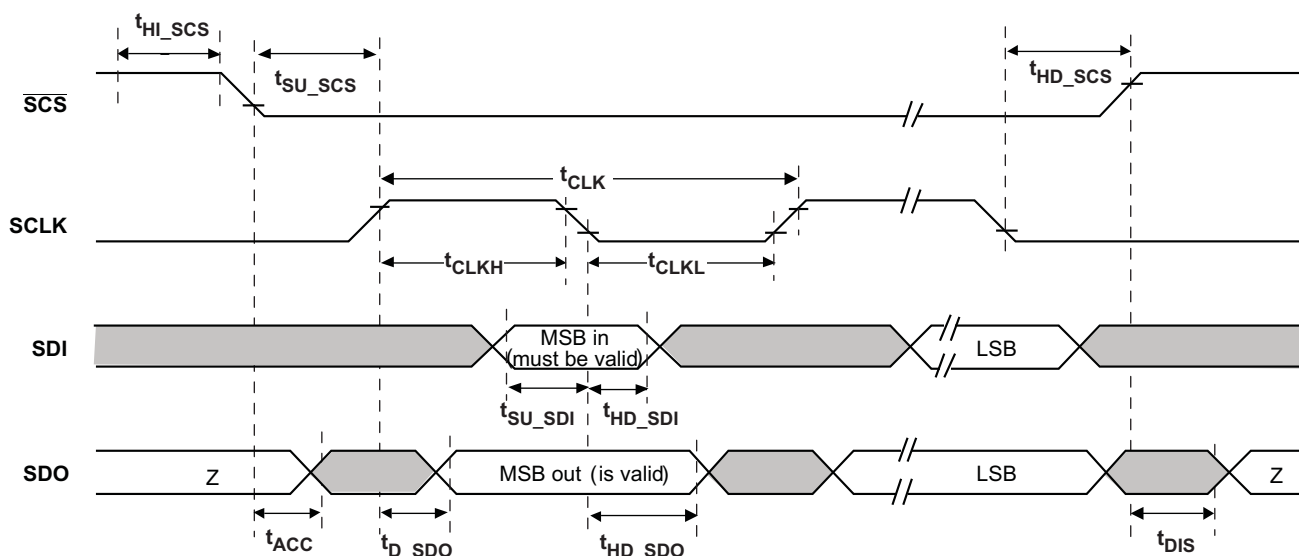 tHI_SCS
tSU_SCS
tHD_SCS
SCS
tCLK
SCLK
tCLKH
tCLKL
SDI
MSB in
(must be valid)
LSB
tSU_SDI
tHD_SDI
SDO
Z
MSB out (is valid)
LSB
Z
tACC
tD_SDO
tHD_SDO
tDIS